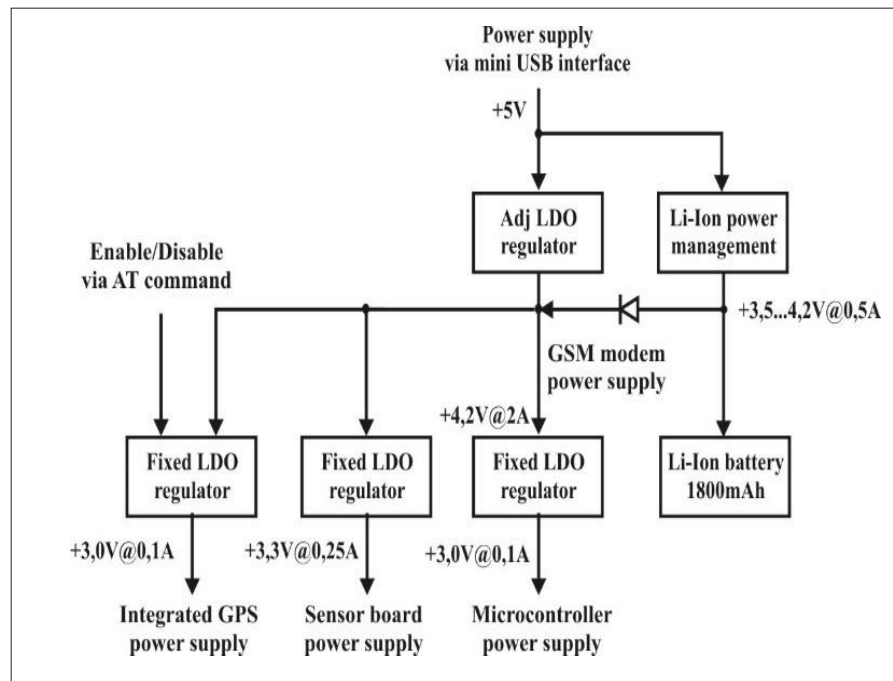 Power supply
via mini USB interface
+5V
Adj LDO
regulator
Li-Ion power
management
Enable/Disable
via AT command
+3,5...4,2V@0,5A
GSM modem
power supply
+4,2V@2A
Fixed LDO
regulator
Fixed LDO
regulator
Fixed LDO
regulator
Li-Ion battery
1800mAh
+3,0V@0,1A
+3,3V@0,25A
+3,0V@0,1A
Integrated GPS
power supply
Sensor board
power supply
Microcontroller
power supply